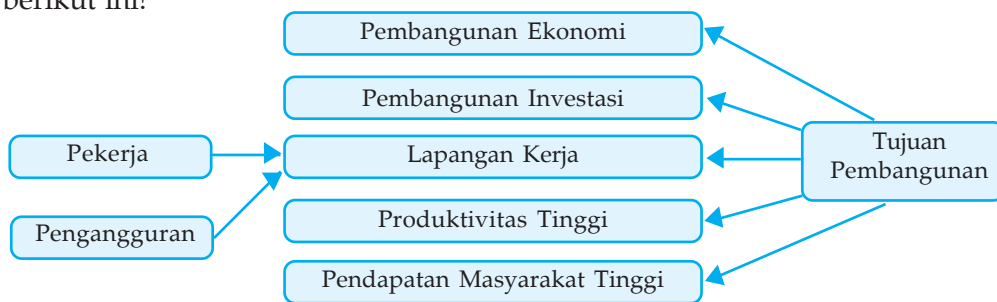 berikut ini!
Pembangunan Ekonomi
Pembangunan Investasi
Pekerja
Lapangan Kerja
Tujuan
Pembangunan
Pengangguran
Produktivitas Tinggi
Pendapatan Masyarakat Tinggi